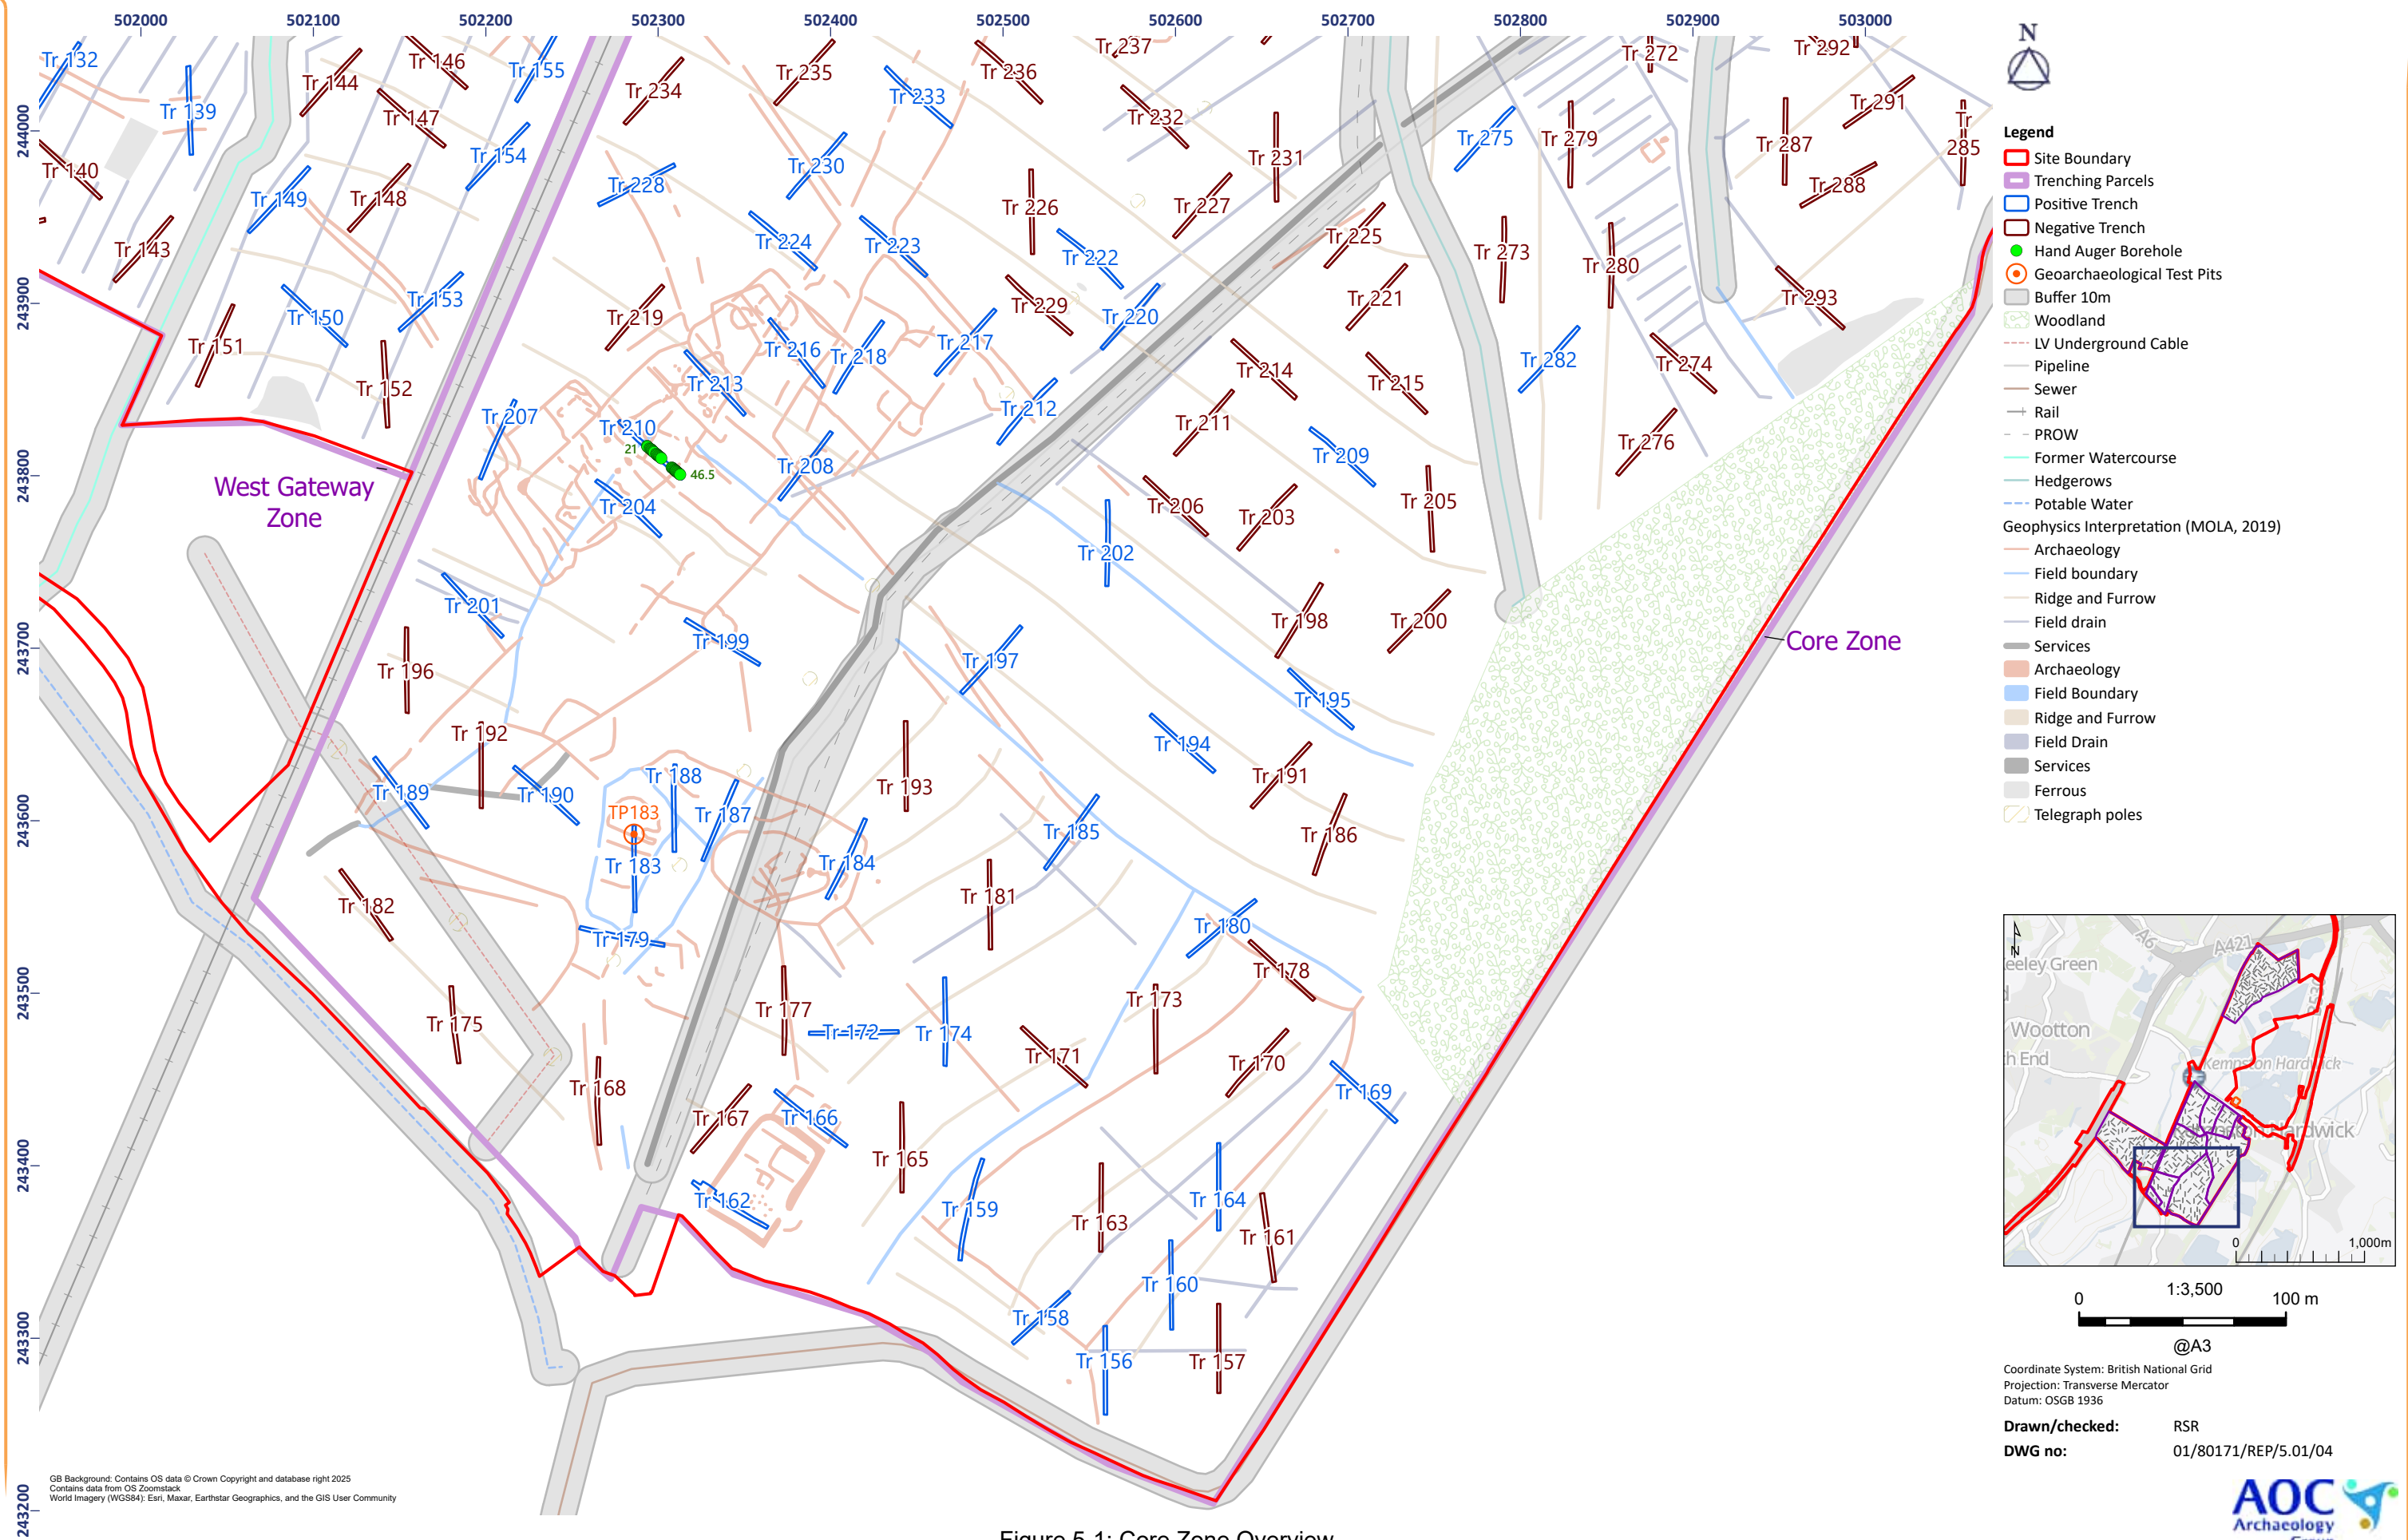 502000 502100 502200 502300 502400 502500 502600 502700 502800 502900 503000
244000
243900
243800
243700
243600
243500
243400
243300
243200
Tr 132
Tr 139
Tr 144
Tr 146
Tr 155
Tr 147
Tr 154
Tr 140
Tr 149
Tr 148
Tr 143
Tr 150
Tr 153
Tr 151
Tr 152
West Gateway
Zone
Tr 234
Tr 235
Tr 233
Tr 236
Tr 237
Tr 232
Tr 231
Tr 228
Tr 230
Tr 226
Tr 227
Tr 225
Tr 224
Tr 223
Tr 222
Tr 221
Tr 219
Tr 229
Tr 220
Tr 216
Tr 218
Tr 217
Tr 213
Tr 214
Tr 215
Tr 207
Tr 210
21
46.5
Tr 212
Tr 211
Tr 208
Tr 209
Tr 204
Tr 206
Tr 203
Tr 205
Tr 202
Tr 272
Tr 292
Tr 275
Tr 279
Tr 287
Tr 291
Tr
285
Tr 288
Tr 273
Tr 280
Tr 293
Tr 282
Tr 274
Tr 276
Tr 201
Tr 199
Tr 198
Tr 200
Core Zone
Tr 196
Tr 197
Tr 195
Tr 192
Tr 194
Tr 193
Tr 191
Tr 189
Tr 190
Tr 188
Tr 187
TP183
Tr 183
Tr 184
Tr 185
Tr 186
Tr 182
Tr 179
Tr 181
Tr 180
Tr 178
Tr 175
Tr 177
Tr 172
Tr 174
Tr 173
Tr 171
Tr 170
Tr 168
Tr 167
Tr 166
Tr 169
Tr 165
Tr 162
Tr 159
Tr 163
Tr 164
Tr 161
Tr 160
Tr 158
Tr 156
Tr 157
GB Background: Contains OS data © Crown Copyright and database right 2025
Contains data from OS Zoomstack
World Imagery (WGS84): Esri, Maxar, Earthstar Geographics, and the GIS User Community
Figure 5.1: Core Zone Overview
N
Legend
Site Boundary
Trenching Parcels
Positive Trench
Negative Trench
Hand Auger Borehole
Geoarchaeological Test Pits
Buffer 10m
Woodland
LV Underground Cable
Pipeline
Sewer
Rail
PROW
Former Watercourse
Hedgerows
Potable Water
Geophysics Interpretation (MOLA, 2019)
Archaeology
Field boundary
Ridge and Furrow
Field drain
Services
Archaeology
Field Boundary
Ridge and Furrow
Field Drain
Services
Ferrous
Telegraph poles
N
A6
A421
eeley Green
Wootton
h End
Kempston Hardwick
0 1,000m
1:3,500
0 100 m
@A3
Coordinate System: British National Grid
Projection: Transverse Mercator
Datum: OSGB 1936
Drawn/checked: RSR
DWG no: 01/80171/REP/5.01/04
AOC
Archaeology